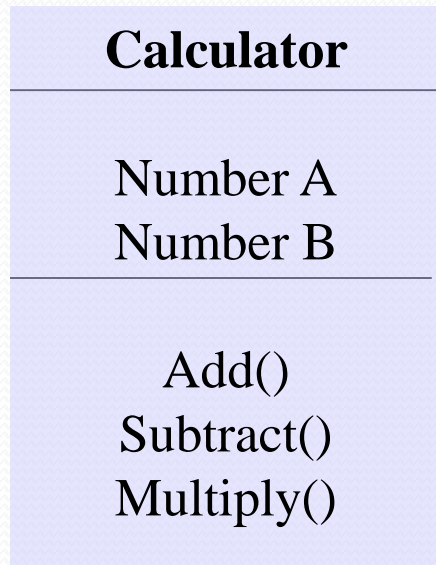 Calculator
Number A
Number B
Add()
Subtract()
Multiply()